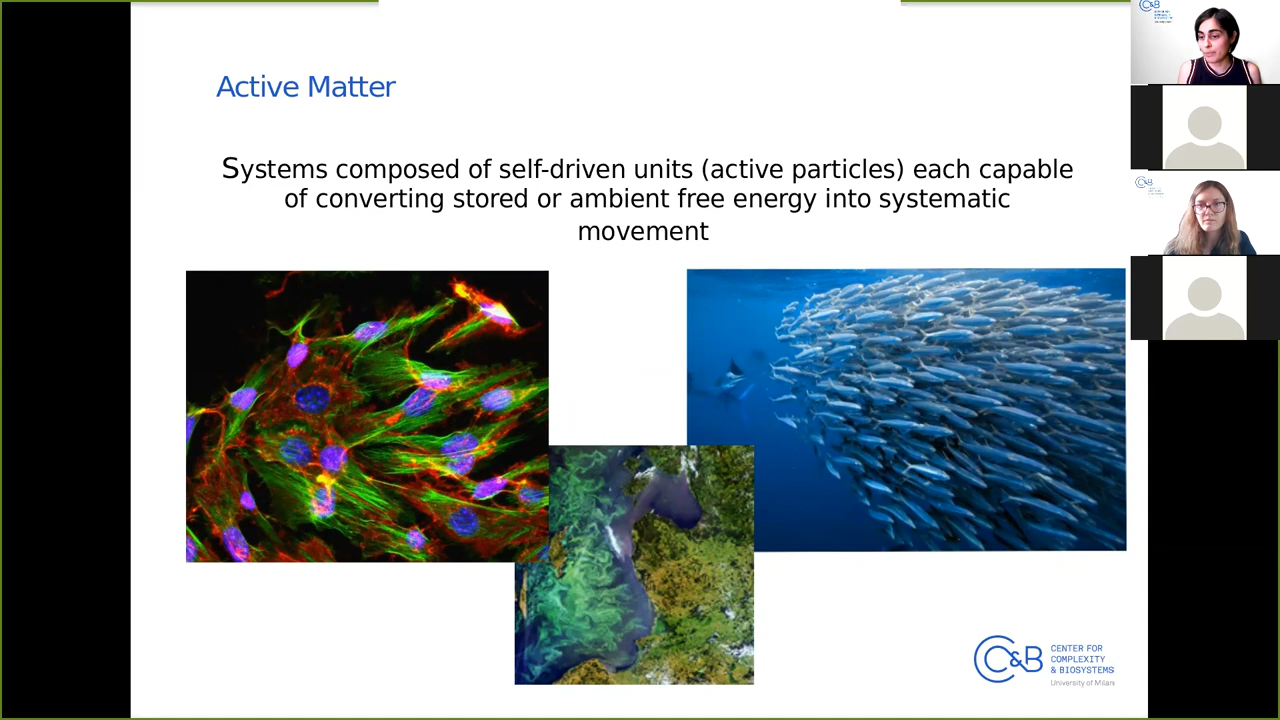 Active Matter
Systems composed of self-driven units (active particles) each capable
of converting stored or ambient free energy into systematic
movement
C&B
CENTER FOR
COMPLEXITY
& BIOSYSTEMS
University of Milan
C&B
C&B